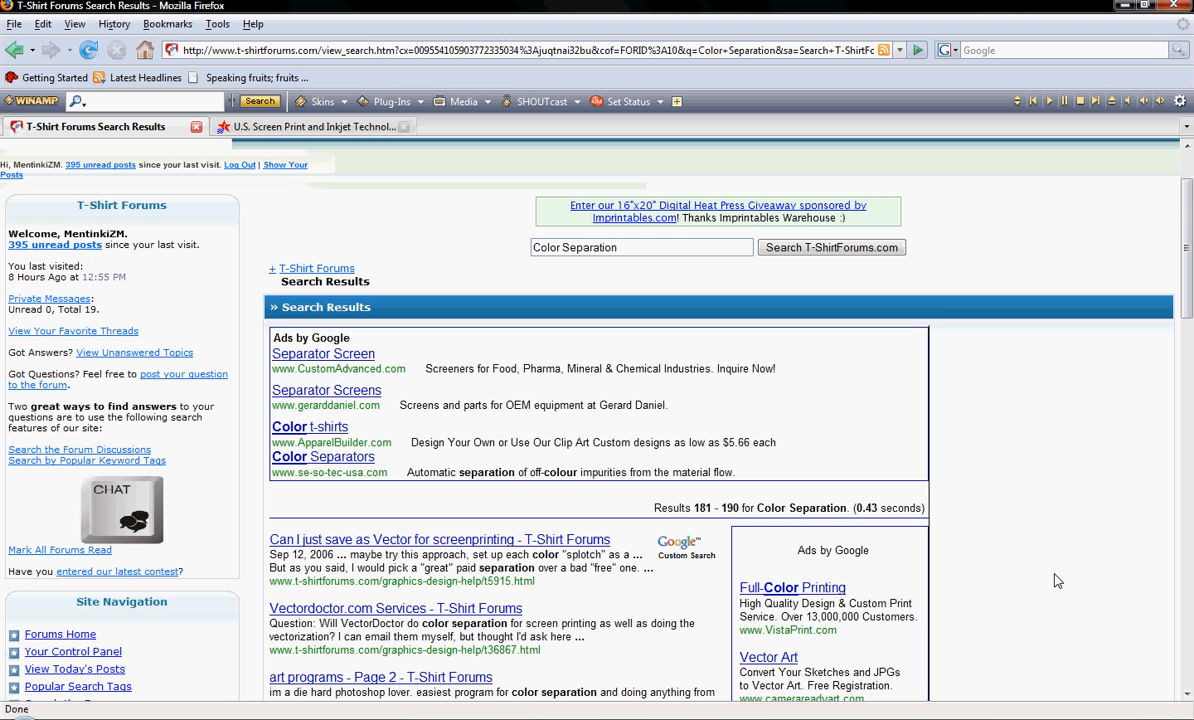 T-Shirt Forums Search Results - Mozilla Firefox
File Edit View History Bookmarks Tools Help
http://www.t-shirtforums.com/view_search.htm?cx=009554105903772335034%3Ajuqtnai32bu&cof=FORID%3A10&q=Color+Separation&sa=Search+T-ShirtFc
Google
Getting Started Latest Headlines Speaking fruits; fruits ...
WINAMP Search Skins Plug-Ins Media SHOUTcast Set Status
T-Shirt Forums Search Results U.S. Screen Print and Inkjet Technol...
Hi, MentinkiZM. 395 unread posts since your last visit. Log Out | Show Your
Posts
T-Shirt Forums
Welcome, MentinkiZM.
395 unread posts since your last visit.
You last visited:
8 Hours Ago at 12:55 PM
Private Messages:
Unread 0, Total 19.
View Your Favorite Threads
Got Answers? View Unanswered Topics
Got Questions? Feel free to post your question
to the forum.
Two great ways to find answers to your
questions are to use the following search
features of our site:
Search the Forum Discussions
Search by Popular Keyword Tags
CHAT
Mark All Forums Read
Have you entered our latest contest?
Site Navigation
Forums Home
Your Control Panel
View Today's Posts
Popular Search Tags
Enter our 16"x20" Digital Heat Press Giveaway sponsored by
Imprintables.com! Thanks Imprintables Warehouse :)
Color Separation Search T-ShirtForums.com
+ T-Shirt Forums
Search Results
» Search Results
Ads by Google
Separator Screen
www.CustomAdvanced.com Screeners for Food, Pharma, Mineral & Chemical Industries. Inquire Now!
Separator Screens
www.gerarddaniel.com Screens and parts for OEM equipment at Gerard Daniel.
Color t-shirts
www.ApparelBuilder.com Design Your Own or Use Our Clip Art Custom designs as low as $5.66 each
Color Separators
www.se-so-tec-usa.com Automatic separation of off-colour impurities from the material flow.
Results 181 - 190 for Color Separation. (0.43 seconds)
Can I just save as Vector for screenprinting - T-Shirt Forums
Sep 12, 2006 ... maybe try this approach, set up each color "splotch" as a ...
But as you said, I would pick a "great" paid separation over a bad "free" one. ...
www.t-shirtforums.com/graphics-design-help/t5915.html
Google™
Custom Search
Vectordoctor.com Services - T-Shirt Forums
Question: Will VectorDoctor do color separation for screen printing as well as doing the
vectorization? I can email them myself, but thought I'd ask here ...
www.t-shirtforums.com/graphics-design-help/t36867.html
art programs - Page 2 - T-Shirt Forums
im a die hard photoshop lover. easiest program for color separation and doing anything from
Ads by Google
Full-Color Printing
High Quality Design & Custom Print
Service. Over 13,000,000 Customers.
www.VistaPrint.com
Vector Art
Convert Your Sketches and JPGs
to Vector Art. Free Registration.
www.camerareadyart.com
Done